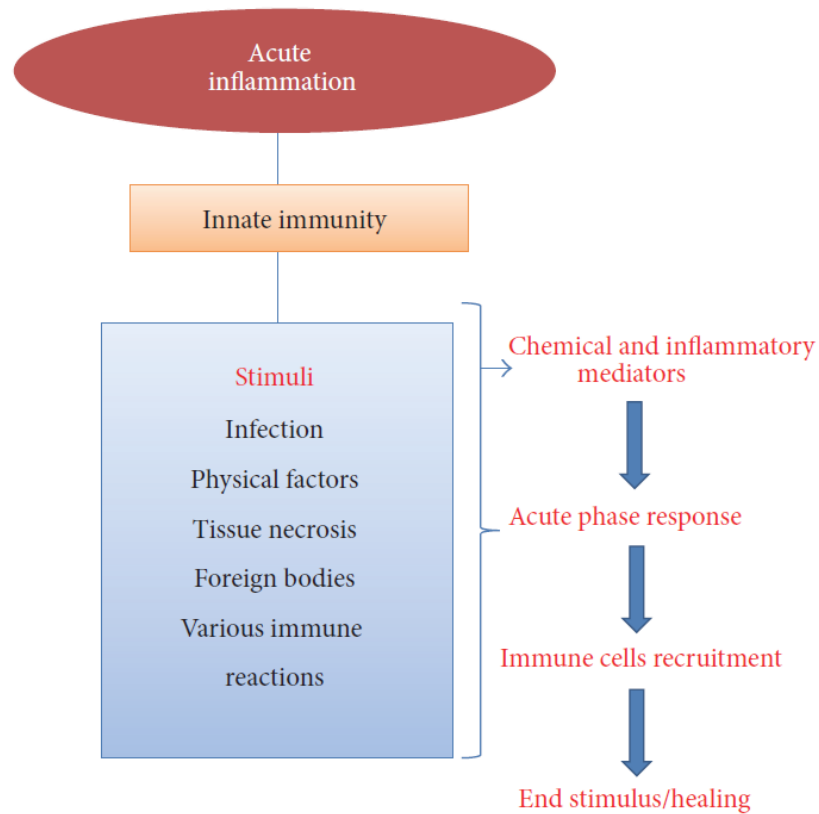 Acute
inflammation
Innate immunity
Stimuli
Infection
Physical factors
Tissue necrosis
Foreign bodies
Various immune
reactions
Chemical and inflammatory
mediators
Acute phase response
Immune cells recruitment
End stimulus/healing